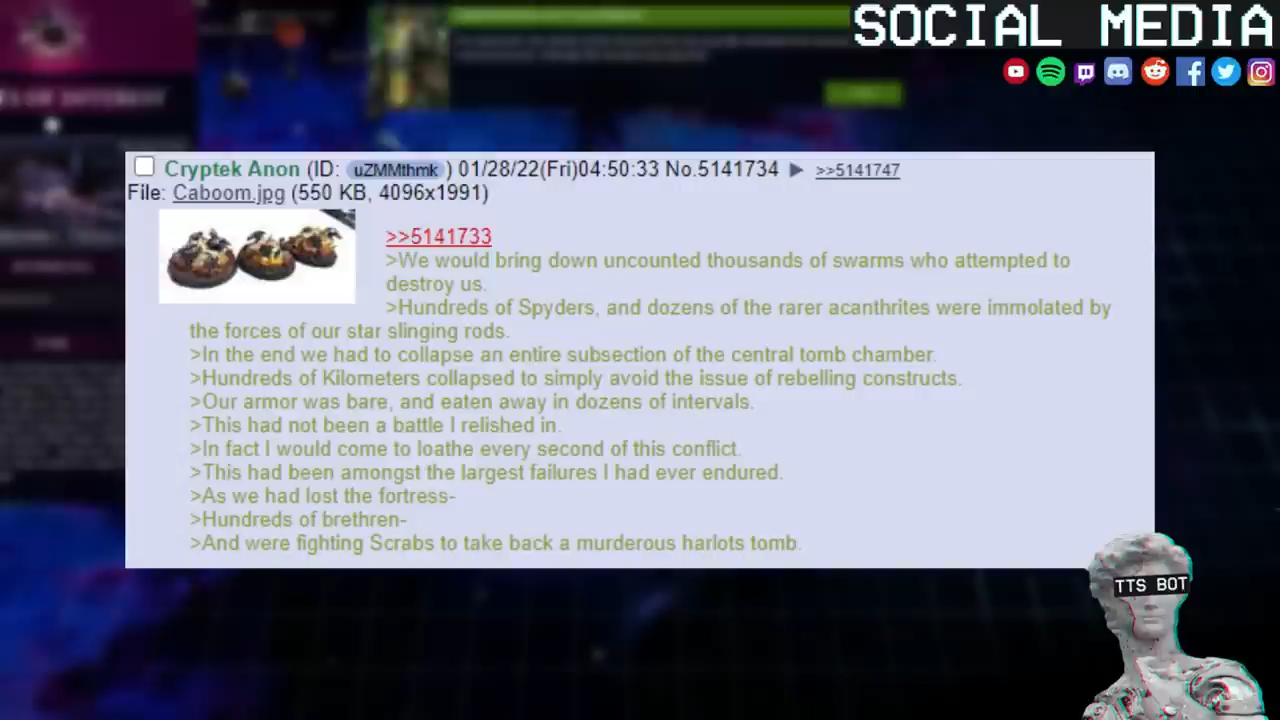 SOCIAL MEDIA
Cryptek Anon (ID: uZMMthmk ) 01/28/22(Fri)04:50:33 No.5141734 ▶ >>5141747
File: Caboom.jpg (550 KB, 4096x1991)
>>5141733
>We would bring down uncounted thousands of swarms who attempted to
destroy us.
>Hundreds of Spyders, and dozens of the rarer acanthrites were immolated by
the forces of our star slinging rods.
>In the end we had to collapse an entire subsection of the central tomb chamber.
>Hundreds of Kilometers collapsed to simply avoid the issue of rebelling constructs.
>Our armor was bare, and eaten away in dozens of intervals.
>This had not been a battle I relished in.
>In fact I would come to loathe every second of this conflict.
>This had been amongst the largest failures I had ever endured.
>As we had lost the fortress-
>Hundreds of brethren-
>And were fighting Scrabs to take back a murderous harlots tomb.
TTS BOT